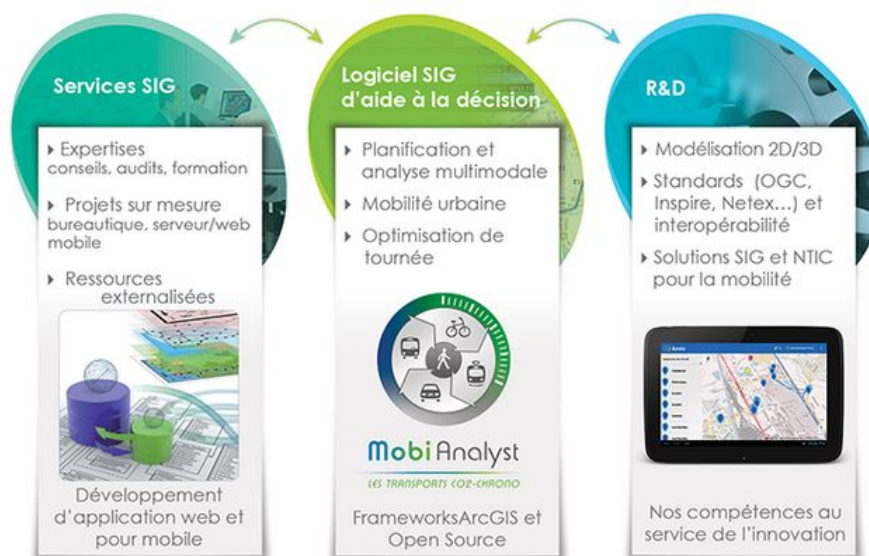 Services SIG
Expertises
conseils, audits, formation
Projets sur mesure
bureautique, serveur/web
mobile
Ressources
externalisées
Développement
d'application web et
pour mobile
Logiciel SIG
d'aide à la décision
Planification et
analyse multimodale
Mobilité urbaine
Optimisation de
tournée
Mobi Analyst
LES TRANSPORTS CO2-CHRONO
FrameworksArcGIS et
Open Source
R&D
Modélisation 2D/3D
Standards (OGC,
Inspire, Netex...) et
interopérabilité
Solutions SIG et NTIC
pour la mobilité
Nos compétences au
service de l'innovation